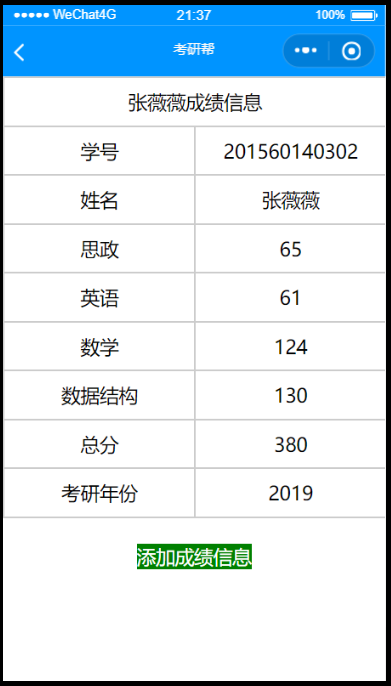 WeChat4G 21:37 100%
考研帮
张薇薇成绩信息
学号 201560140302
姓名 张薇薇
思政 65
英语 61
数学 124
数据结构 130
总分 380
考研年份 2019
添加成绩信息